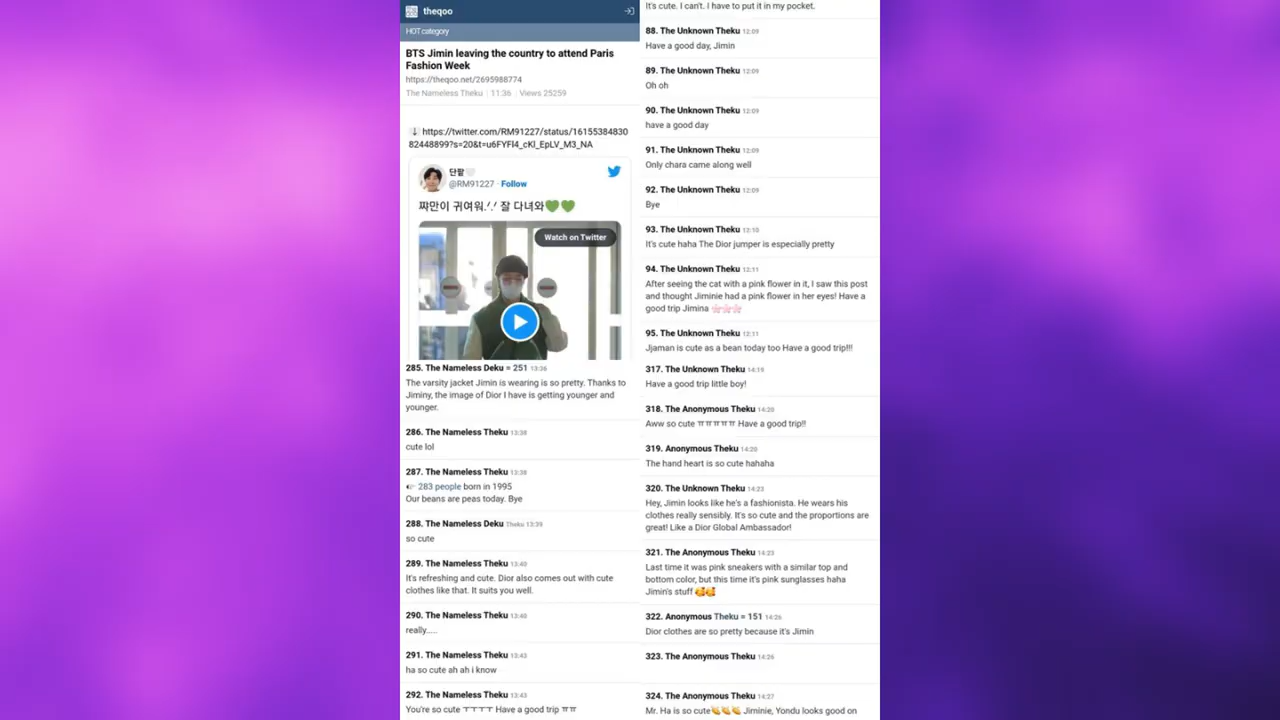 theqoo
HOT category
BTS Jimin leaving the country to attend Paris
Fashion Week
https://theqoo.net/2695988774
The Nameless Theku | 11:36 | Views 25259
↓ https://twitter.com/RM91227/status/16155384830
82448899?s=20&t=u6FYFl4_cKl_EpLV_M3_NA
단팥🤍
@RM91227 · Follow
짜만이 귀여워.ᐟ.ᐟ 잘 다녀와💚💚
Watch on Twitter
285. The Nameless Deku = 251 13:36
The varsity jacket Jimin is wearing is so pretty. Thanks to
Jiminy, the image of Dior I have is getting younger and
younger.
286. The Nameless Theku 13:38
cute lol
287. The Nameless Theku 13:38
☞ 283 people born in 1995
Our beans are peas today. Bye
288. The Nameless Deku Theku 13:39
so cute
289. The Nameless Theku 13:40
It's refreshing and cute. Dior also comes out with cute
clothes like that. It suits you well.
290. The Nameless Theku 13:40
really.....
291. The Nameless Theku 13:43
ha so cute ah ah i know
292. The Nameless Theku 13:43
You're so cute ㅜㅜㅜㅜ Have a good trip ㅠㅠ
It's cute. I can't. I have to put it in my pocket.
88. The Unknown Theku 12:09
Have a good day, Jimin
89. The Unknown Theku 12:09
Oh oh
90. The Unknown Theku 12:09
have a good day
91. The Unknown Theku 12:09
Only chara came along well
92. The Unknown Theku 12:09
Bye
93. The Unknown Theku 12:10
It's cute haha The Dior jumper is especially pretty
94. The Unknown Theku 12:11
After seeing the cat with a pink flower in it, I saw this post
and thought Jiminie had a pink flower in her eyes! Have a
good trip Jimina 🌸🌸🌸
95. The Unknown Theku 12:11
Jjaman is cute as a bean today too Have a good trip!!!
317. The Unknown Theku 14:19
Have a good trip little boy!
318. The Anonymous Theku 14:20
Aww so cute ㅠㅠㅠㅠㅠ Have a good trip!!
319. Anonymous Theku 14:20
The hand heart is so cute hahaha
320. The Unknown Theku 14:23
Hey, Jimin looks like he's a fashionista. He wears his
clothes really sensibly. It's so cute and the proportions are
great! Like a Dior Global Ambassador!
321. The Anonymous Theku 14:23
Last time it was pink sneakers with a similar top and
bottom color, but this time it's pink sunglasses haha
Jimin's stuff 🥰🥰
322. Anonymous Theku = 151 14:26
Dior clothes are so pretty because it's Jimin
323. The Anonymous Theku 14:26
324. The Anonymous Theku 14:27
Mr. Ha is so cute👏👏👏 Jiminie, Yondu looks good on